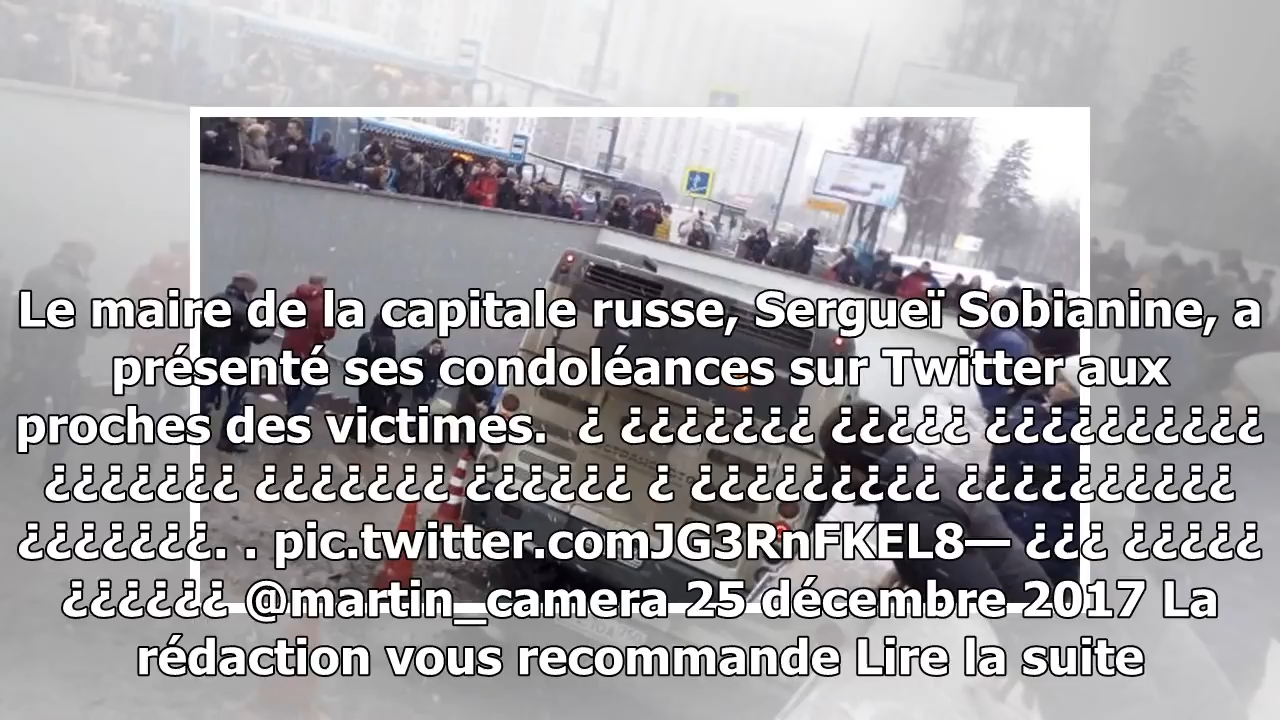 Le maire de la capitale russe, Sergueï Sobianine, a
présenté ses condoléances sur Twitter aux
proches des victimes.  ¿ ¿¿¿¿¿¿¿ ¿¿¿¿¿ ¿¿¿¿¿¿¿¿¿¿
¿¿¿¿¿¿¿ ¿¿¿¿¿¿¿ ¿¿¿¿¿¿ ¿ ¿¿¿¿¿¿¿¿¿ ¿¿¿¿¿¿¿¿¿¿
¿¿¿¿¿¿¿. . pic.twitter.comJG3RnFKEL8— ¿¿¿ ¿¿¿¿¿
¿¿¿¿¿¿ @martin_camera 25 décembre 2017 La
rédaction vous recommande Lire la suite